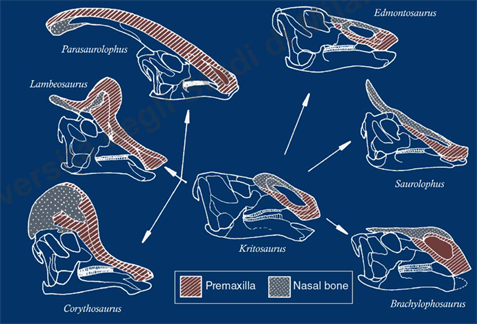 Edmontosaurus
Parasaurolophus
Lambeosaurus
Saurolophus
Kritosaurus
Premaxilla
Nasal bone
Corythosaurus
Brachylophosaurus